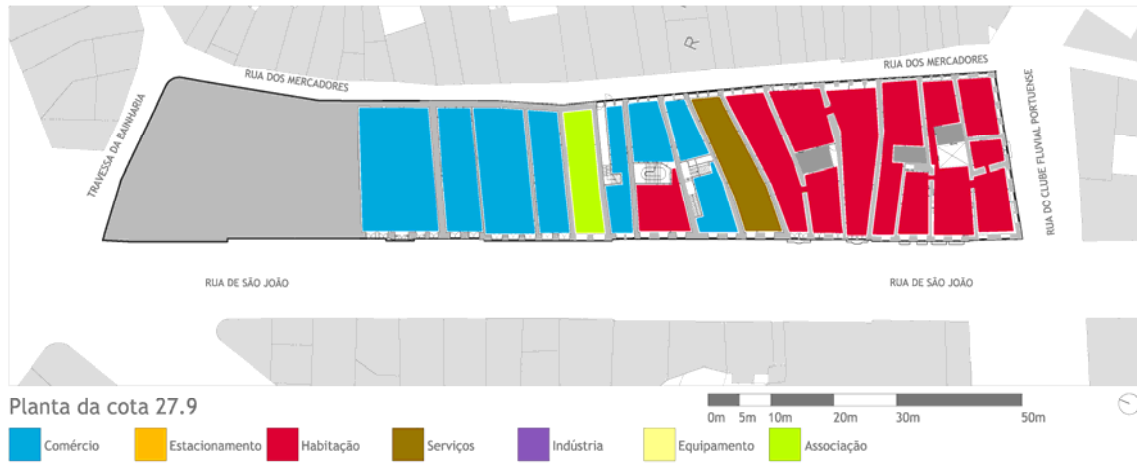 R
RUA DOS MERCADORES
RUA DOS MERCADORES
TRAVESSA DA BAINHARIA
RUA DO CLUBE FLUVIAL PORTUENSE
RUA DE SÃO JOÃO
RUA DE SÃO JOÃO
Planta da cota 27.9
0m 5m 10m 20m 30m 50m
Comércio Estacionamento Habitação Serviços Indústria Equipamento Associação